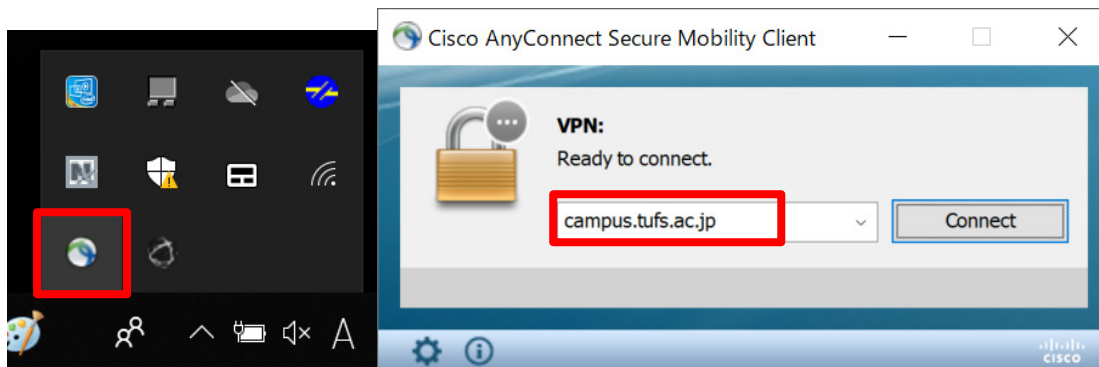 Cisco AnyConnect Secure Mobility Client
VPN:
Ready to connect.
campus.tufs.ac.jp
Connect
A
cisco